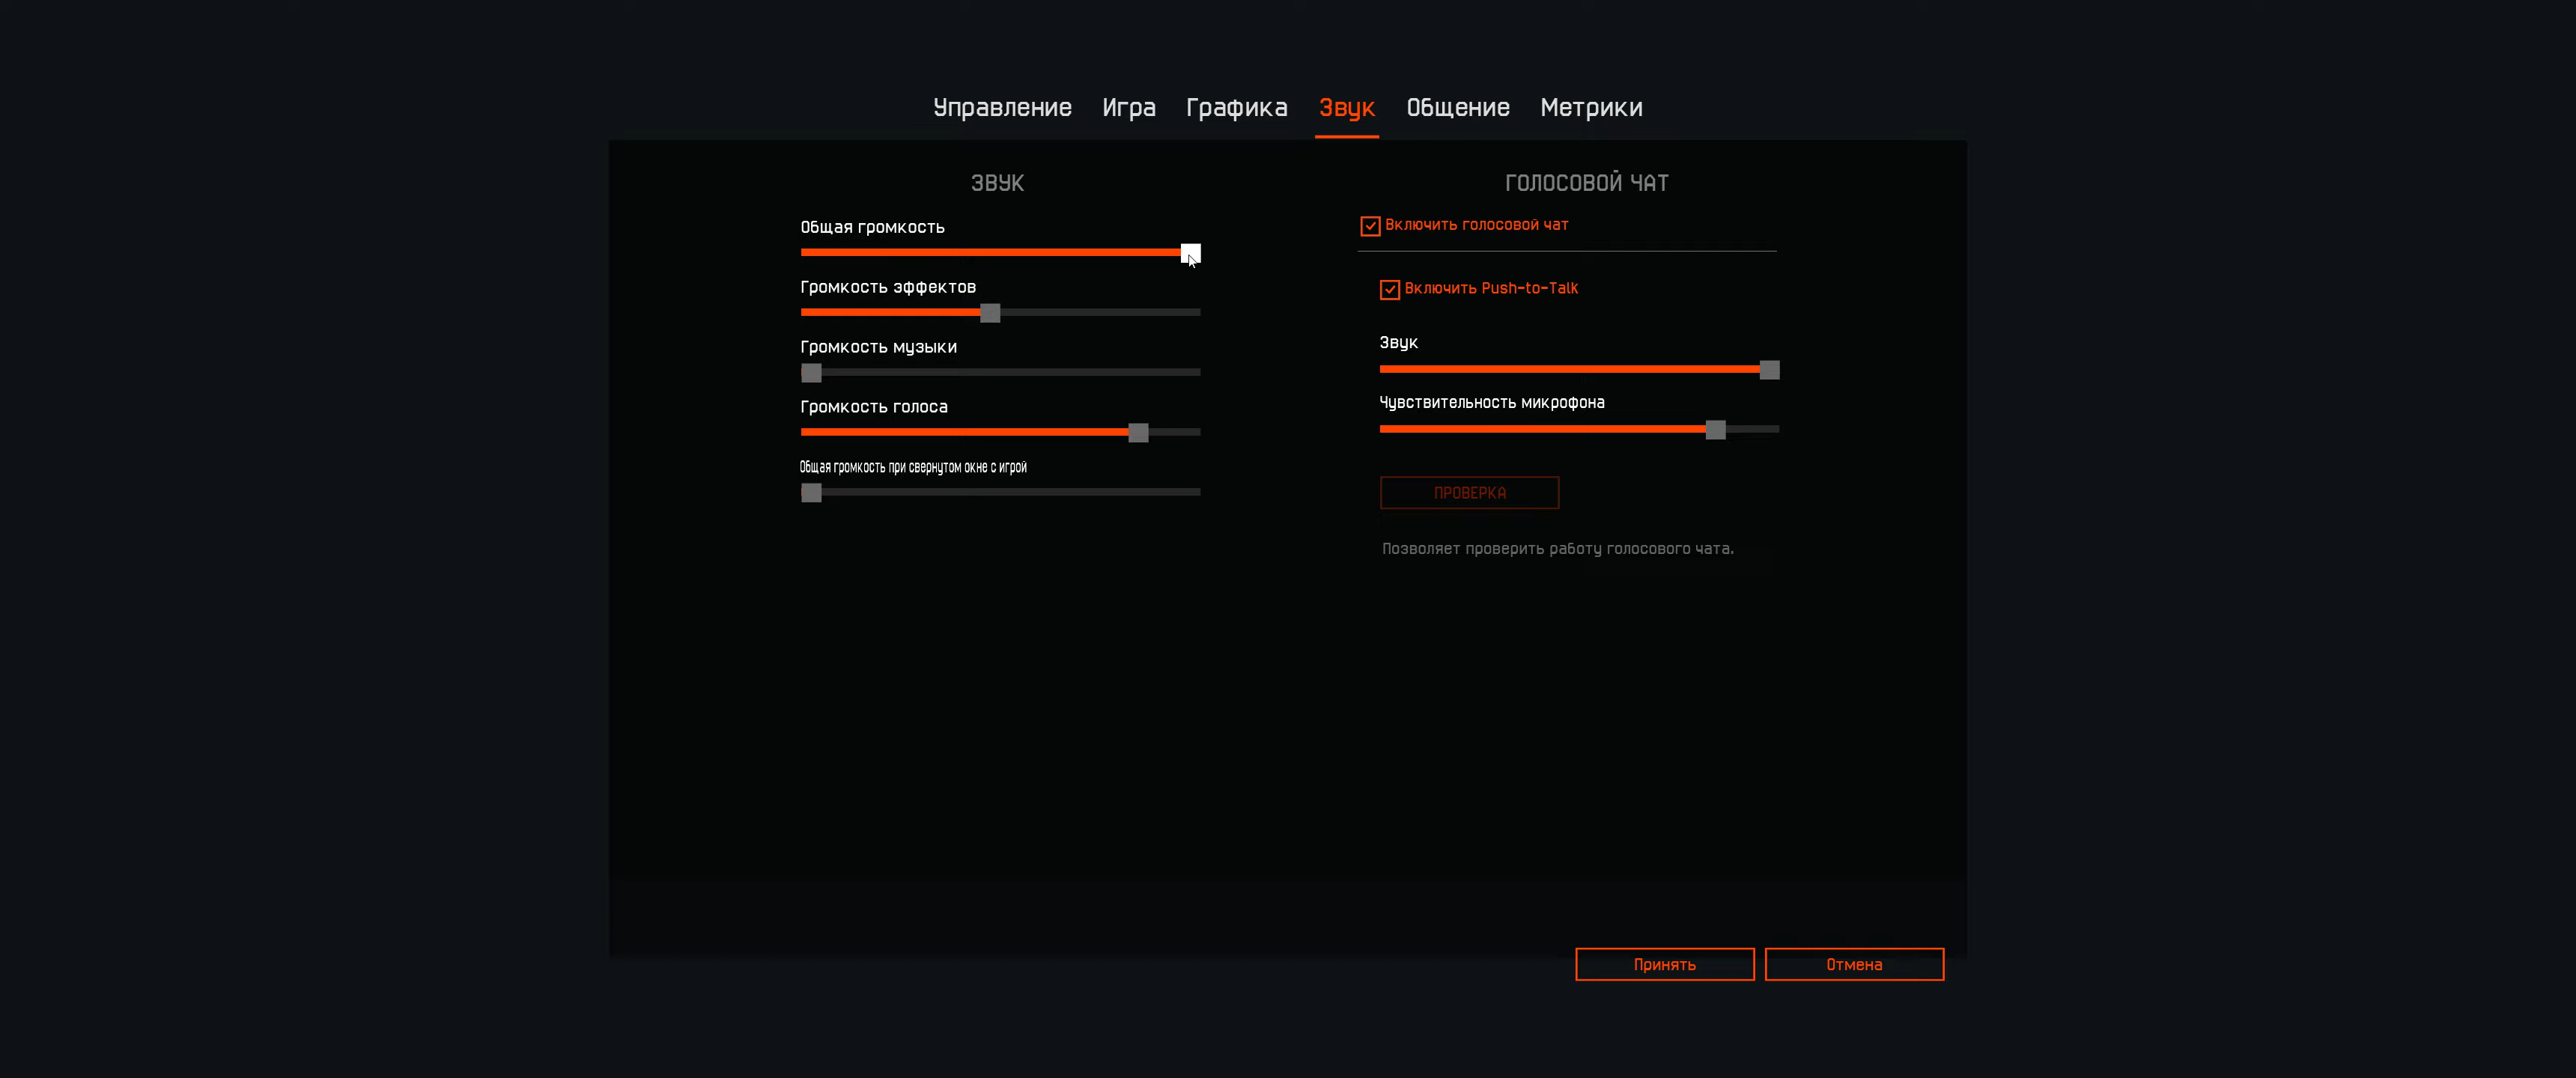 Управление Игра Графика Звук Общение Метрики
ЗВУК
Общая громкость
Громкость эффектов
Громкость музыки
Громкость голоса
Общая громкость при свернутом окне с игрой
ГОЛОСОВОЙ ЧАТ
Включить голосовой чат
Включить Push-to-Talk
Звук
Чувствительность микрофона
ПРОВЕРКА
Позволяет проверить работу голосового чата.
Принять Отмена